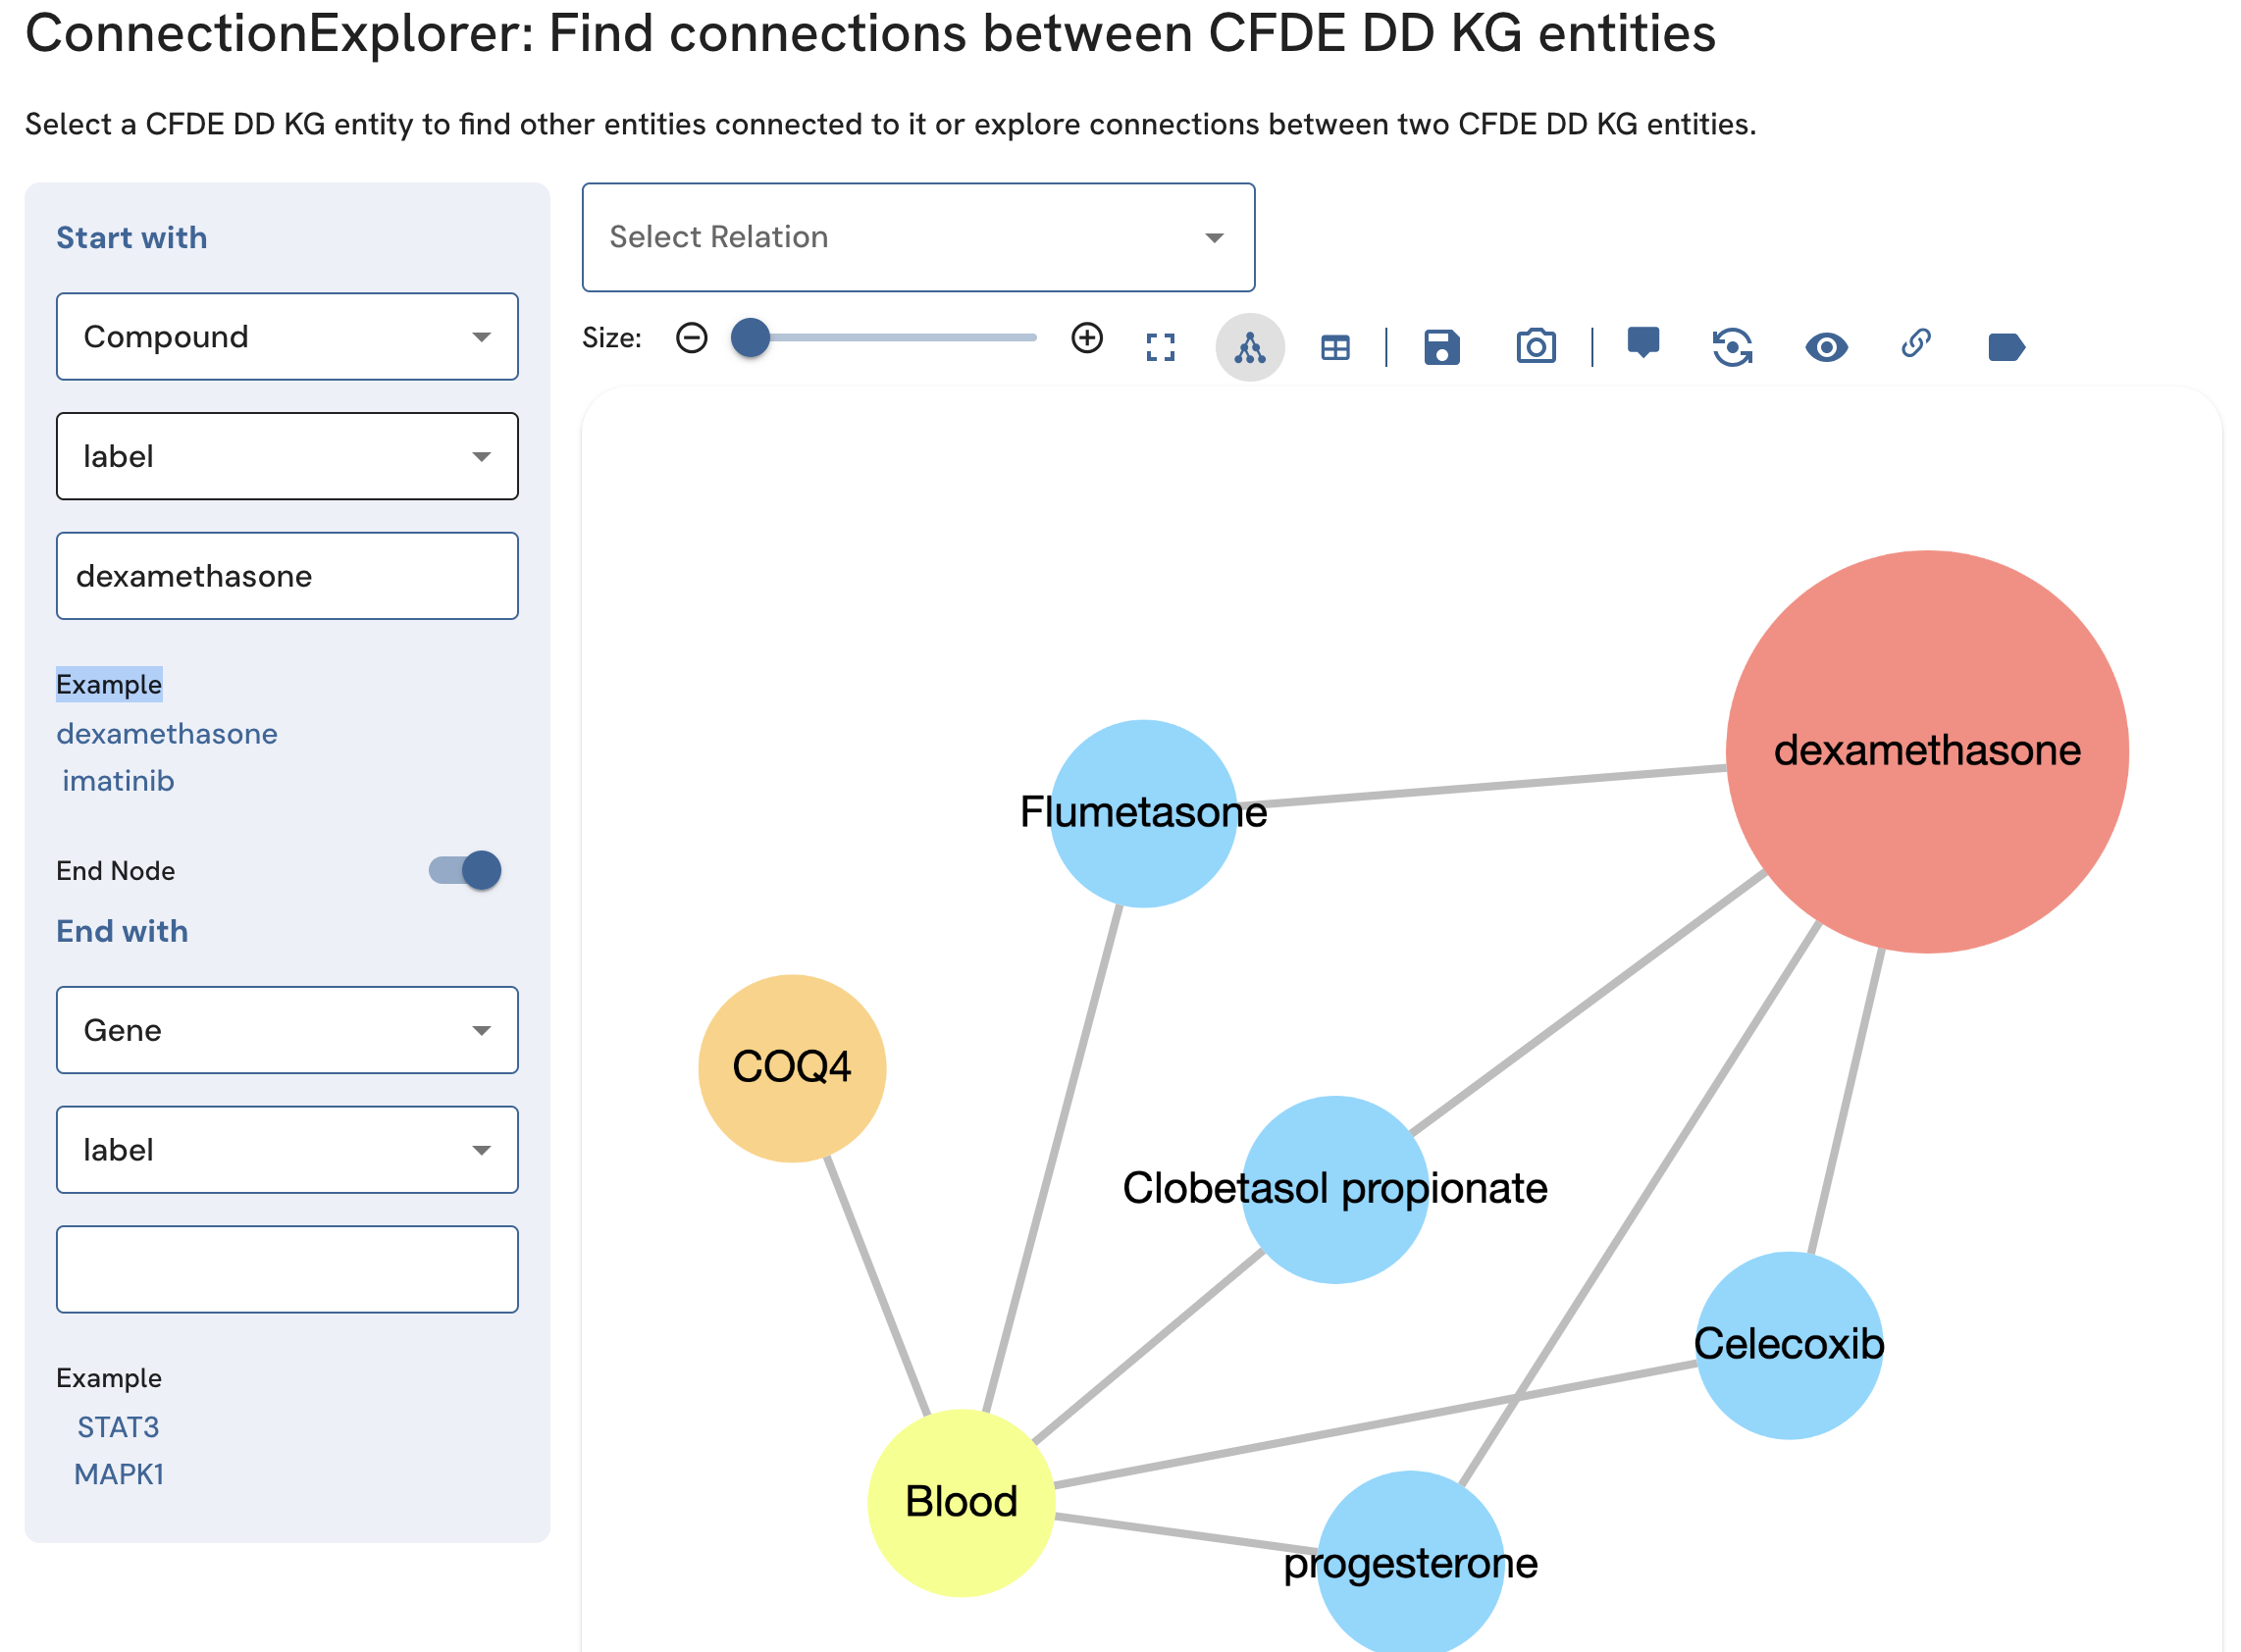 ConnectionExplorer: Find connections between CFDE DD KG entities
Select a CFDE DD KG entity to find other entities connected to it or explore connections between two CFDE DD KG entities.
Start with
Compound
label
dexamethasone
Example
dexamethasone
imatinib
End Node
End with
Gene
label
Example
STAT3
MAPK1
Select Relation
Size:
dexamethasone
Flumetasone
COQ4
Clobetasol propionate
Celecoxib
Blood
progesterone